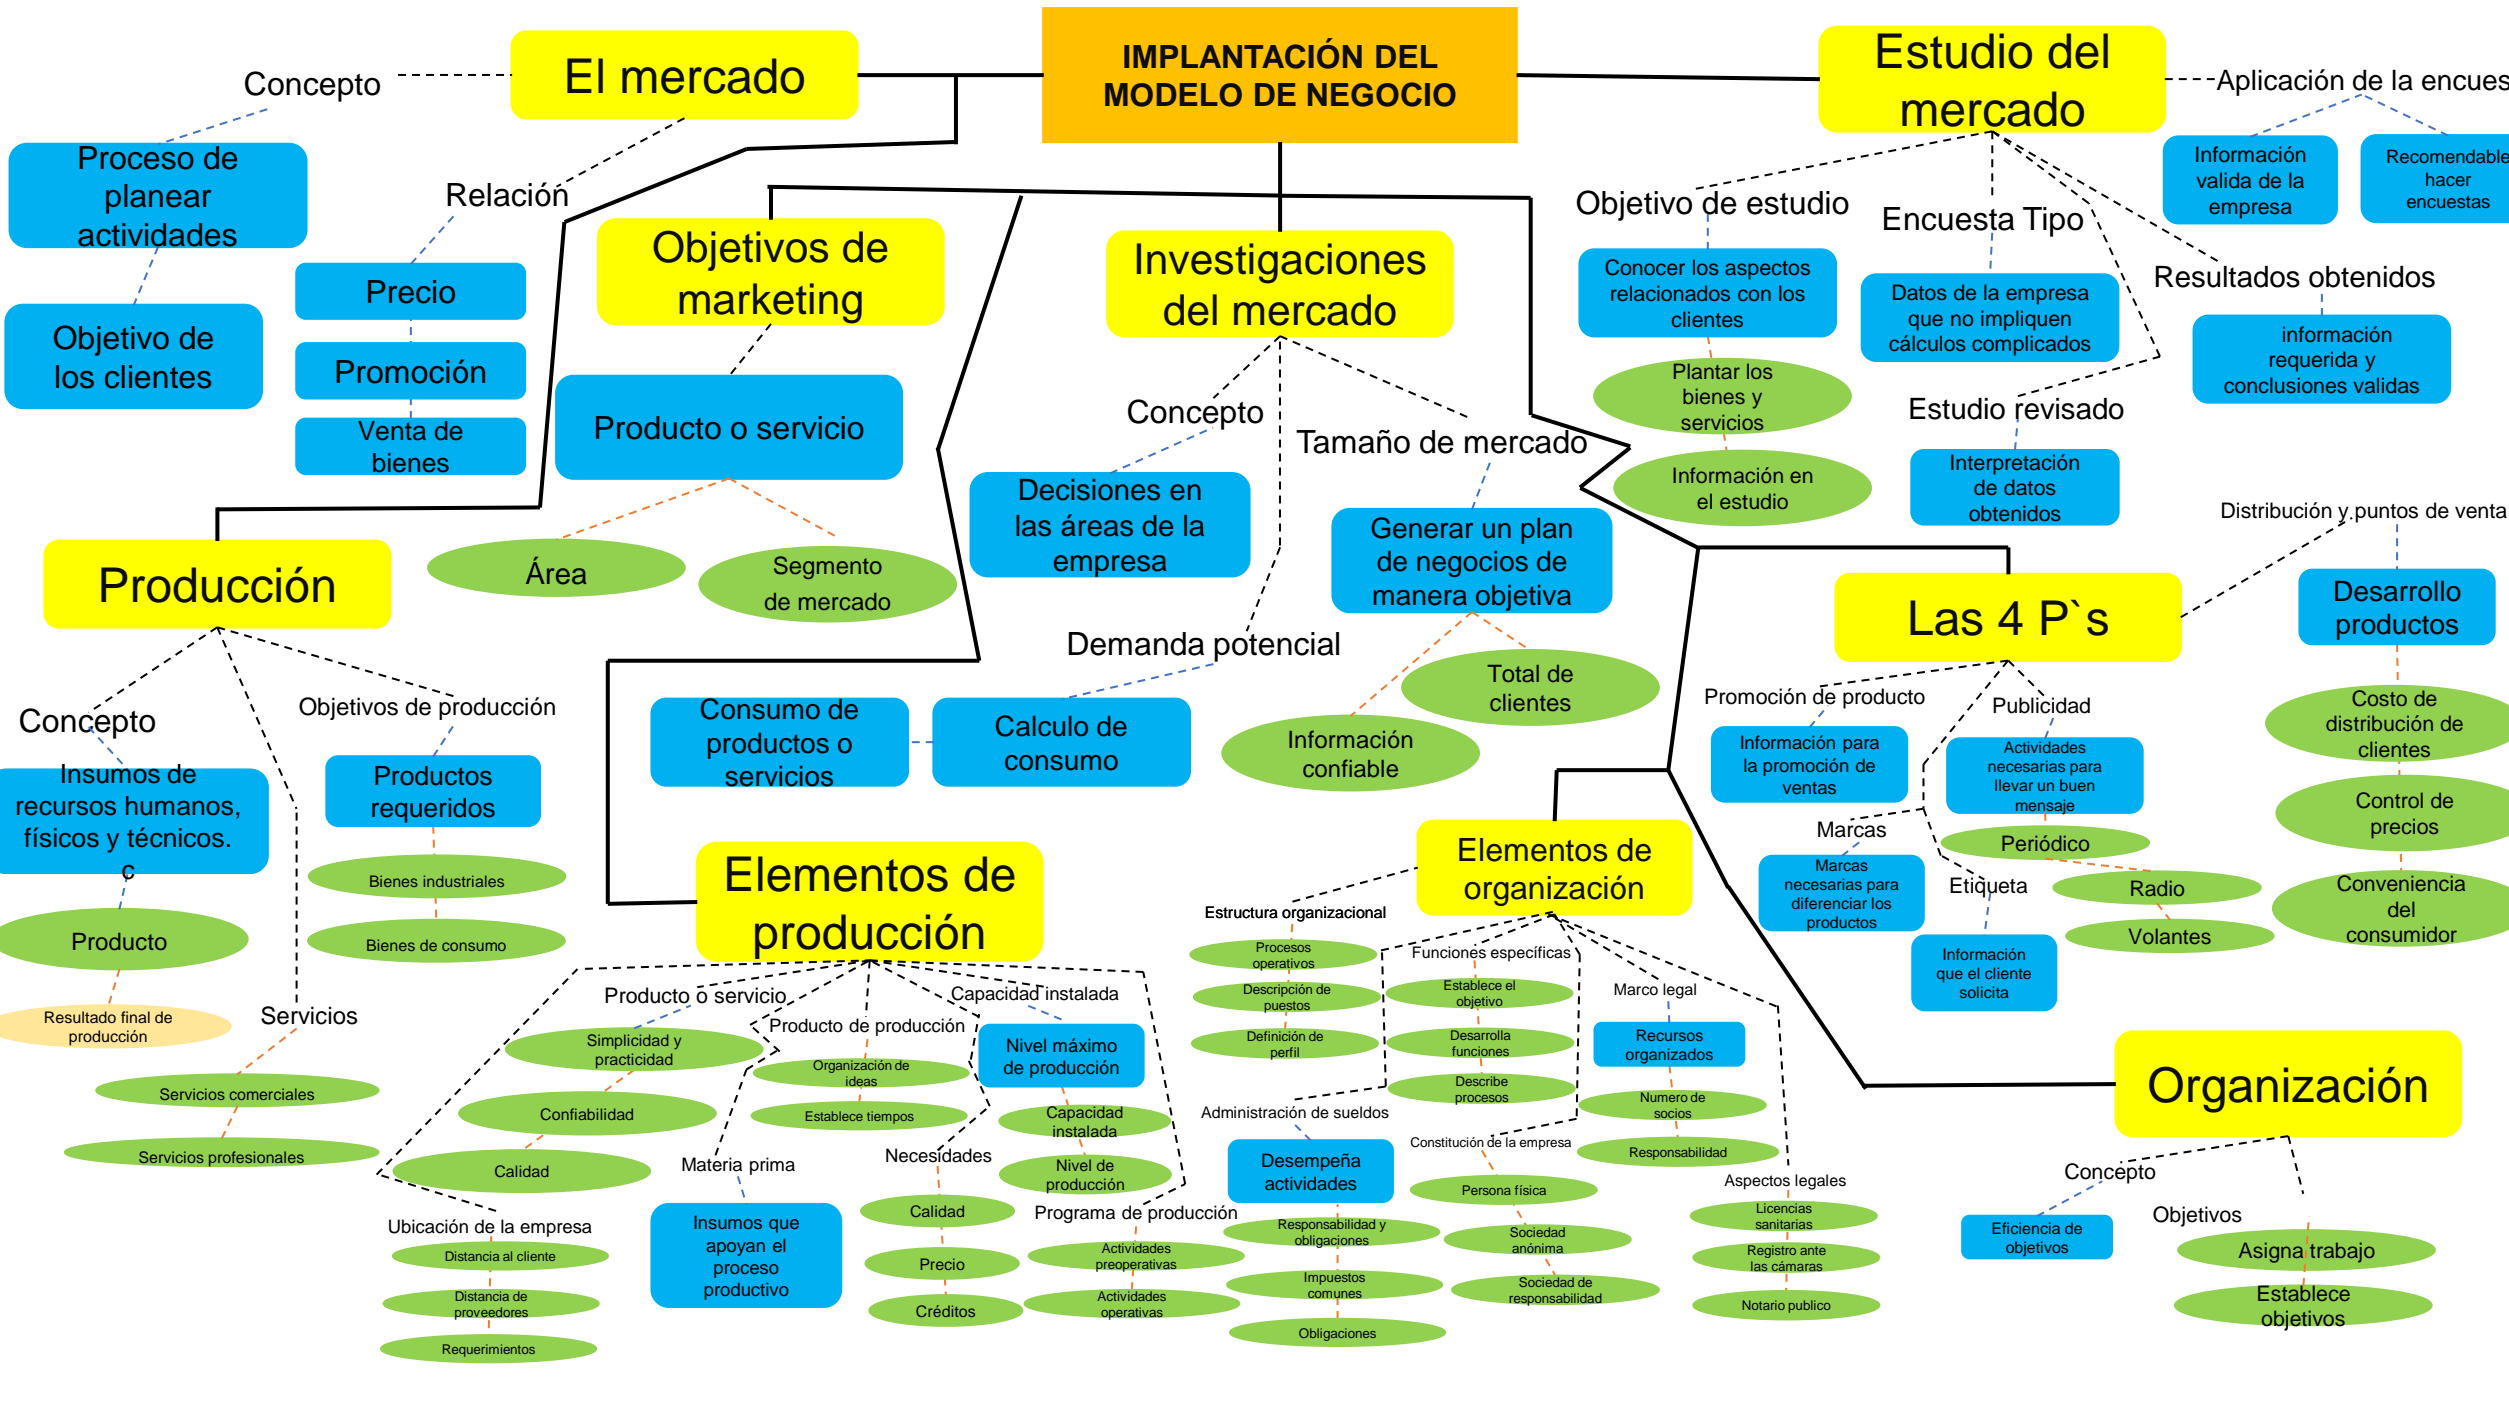 IMPLANTACIÓN DEL
MODELO DE NEGOCIO
El mercado
Concepto
Proceso de
planear
actividades
Objetivo de
los clientes
Relación
Precio
Promoción
Venta de
bienes
Objetivos de
marketing
Producto o servicio
Área
Segmento
de mercado
Investigaciones
del mercado
Concepto
Decisiones en
las áreas de la
empresa
Tamaño de mercado
Generar un plan
de negocios de
manera objetiva
Total de
clientes
Información
confiable
Demanda potencial
Calculo de
consumo
Consumo de
productos o
servicios
Estudio del
mercado
Aplicación de la encues
Información
valida de la
empresa
Recomendable
hacer
encuestas
Objetivo de estudio
Conocer los aspectos
relacionados con los
clientes
Plantar los
bienes y
servicios
Información en
el estudio
Encuesta Tipo
Datos de la empresa
que no impliquen
cálculos complicados
Resultados obtenidos
información
requerida y
conclusiones validas
Estudio revisado
Interpretación
de datos
obtenidos
Producción
Concepto
Insumos de
recursos humanos,
físicos y técnicos.
c
Producto
Resultado final de
producción
Servicios
Servicios comerciales
Servicios profesionales
Objetivos de producción
Productos
requeridos
Bienes industriales
Bienes de consumo
Elementos de
producción
Producto o servicio
Simplicidad y
practicidad
Confiabilidad
Calidad
Ubicación de la empresa
Distancia al cliente
Distancia de
proveedores
Requerimientos
Producto de producción
Organización de
ideas
Establece tiempos
Materia prima
Insumos que
apoyan el
proceso
productivo
Capacidad instalada
Nivel máximo
de producción
Capacidad
instalada
Nivel de
producción
Necesidades
Calidad
Precio
Créditos
Programa de producción
Actividades
preoperativas
Actividades
operativas
Elementos de
organización
Estructura organizacional
Procesos
operativos
Descripción de
puestos
Definición de
perfil
Funciones específicas
Establece el
objetivo
Desarrolla
funciones
Describe
procesos
Administración de sueldos
Desempeña
actividades
Responsabilidad y
obligaciones
Impuestos
comunes
Obligaciones
Constitución de la empresa
Persona física
Sociedad
anónima
Sociedad de
responsabilidad
Marco legal
Recursos
organizados
Numero de
socios
Responsabilidad
Aspectos legales
Licencias
sanitarias
Registro ante
las cámaras
Notario publico
Las 4 P`s
Distribución y puntos de venta
Desarrollo
productos
Costo de
distribución de
clientes
Control de
precios
Conveniencia
del
consumidor
Promoción de producto
Información para
la promoción de
ventas
Publicidad
Actividades
necesarias para
llevar un buen
mensaje
Periódico
Radio
Volantes
Marcas
Marcas
necesarias para
diferenciar los
productos
Etiqueta
Información
que el cliente
solicita
Organización
Concepto
Eficiencia de
objetivos
Objetivos
Asigna trabajo
Establece
objetivos